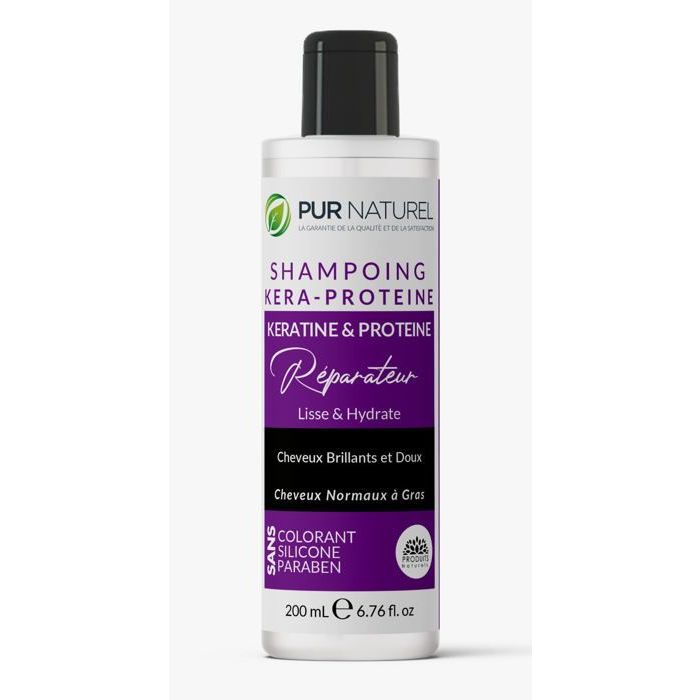 PUR NATUREL
LA GARANTIE DE LA QUALITÉ ET DE LA SATISFACTION
SHAMPOING
KERA-PROTEINE
KERATINE & PROTEINE
Réparateur
Lisse & Hydrate
Cheveux Brillants et Doux
Cheveux Normaux à Gras
SANS
COLORANT
SILICONE
PARABEN
PRODUITS
Naturels
200 mL ℮ 6.76 fl. oz